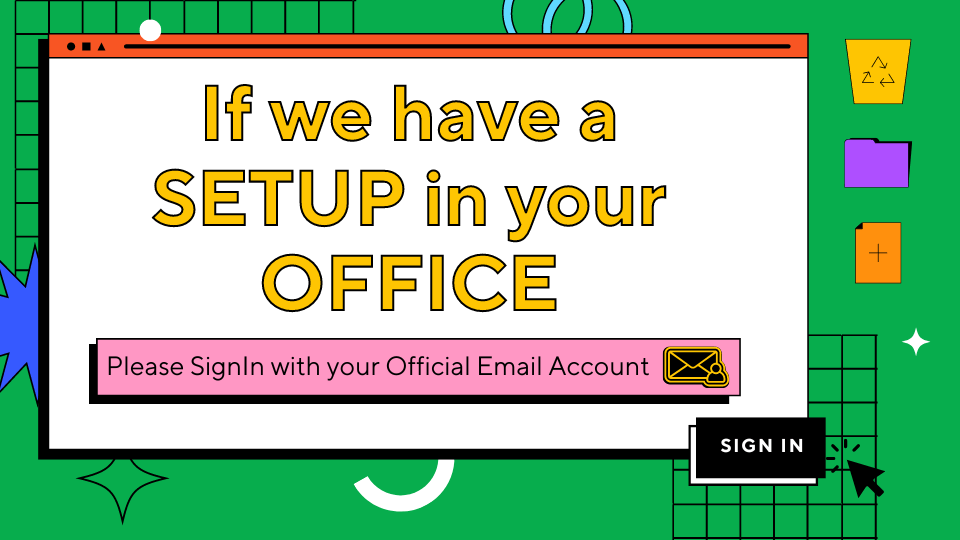 If we have a
SETUP in your
OFFICE
Please SignIn with your Official Email Account
SIGN IN